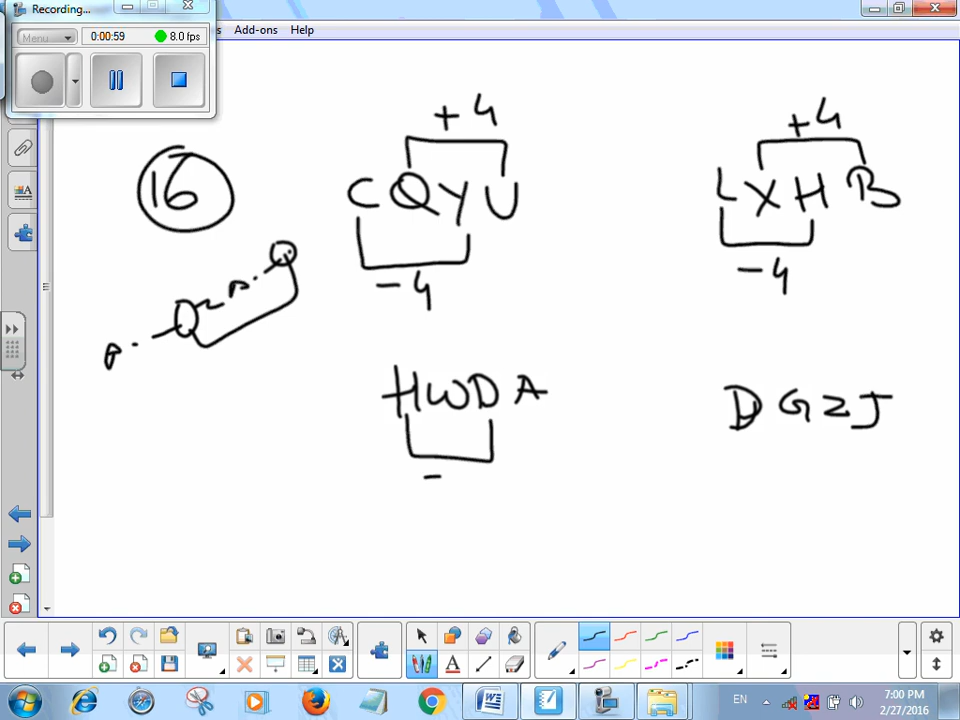 Recording...
Menu
0:00:59
8.0 fps
s Add-ons Help
+4
+4
16
CQYU
LXHB
-4
-4
HWDA
DGZJ
-
EN
7:00 PM
2/27/2016